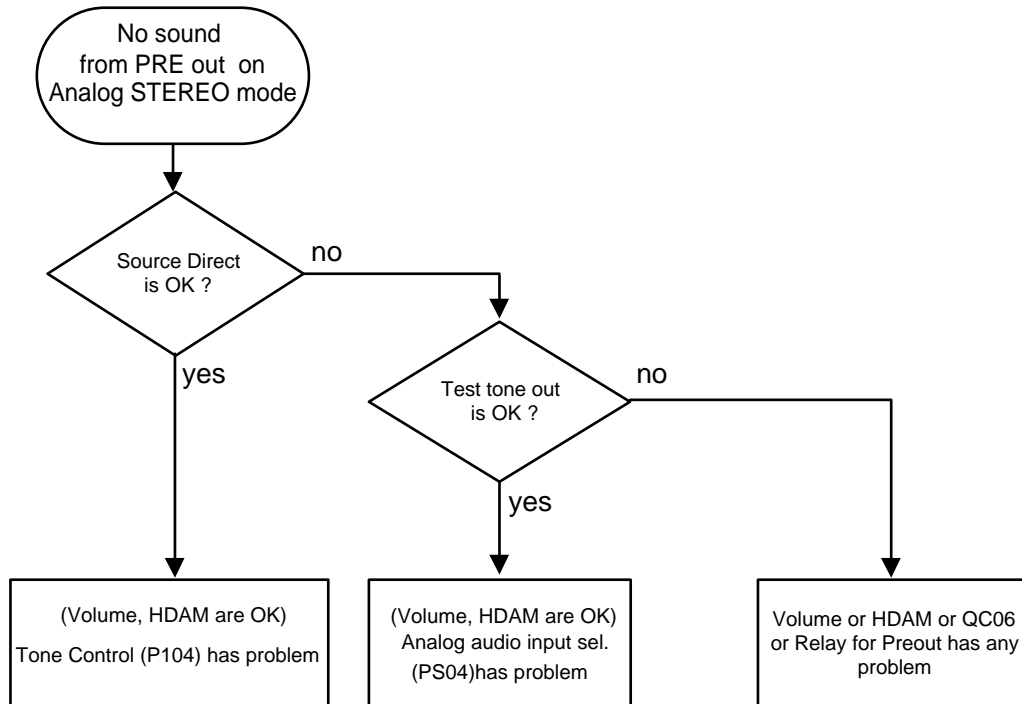 No sound
from PRE out on
Analog STEREO mode
Source Direct
is OK ?
no
yes
Test tone out
is OK ?
no
yes
(Volume, HDAM are OK)
Tone Control (P104) has problem
(Volume, HDAM are OK)
Analog audio input sel.
(PS04)has problem
Volume or HDAM or QC06
or Relay for Preout has any
problem